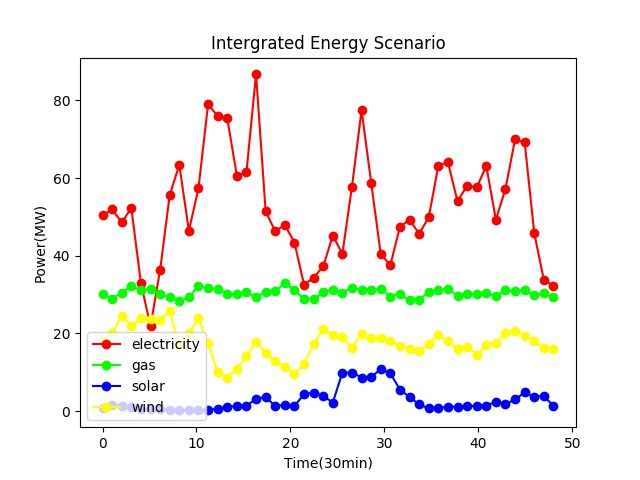 Intergrated Energy Scenario
Power(MW)
80
60
40
20
0
electricity
gas
solar
wind
0 10 20 30 40 50
Time(30min)